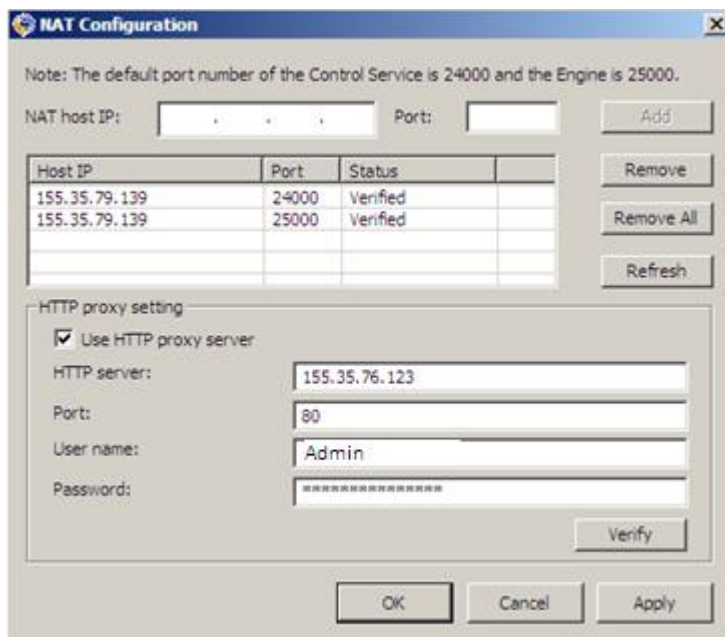 NAT Configuration
Note: The default port number of the Control Service is 24000 and the Engine is 25000.
NAT host IP: . . . Port: Add
Host IP Port Status
155.35.79.139 24000 Verified
155.35.79.139 25000 Verified
Remove
Remove All
Refresh
HTTP proxy setting
Use HTTP proxy server
HTTP server: 155.35.76.123
Port: 80
User name: Admin
Password: ***************
Verify
OK Cancel Apply